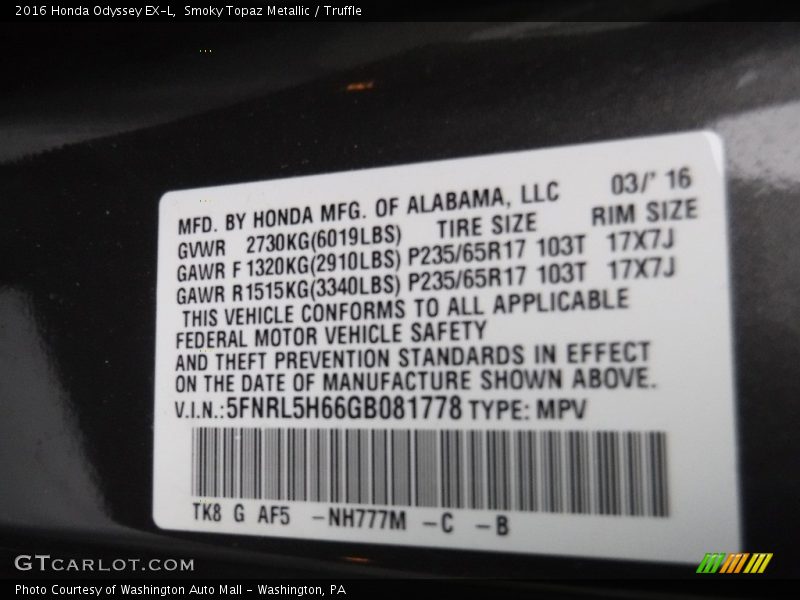 2016 Honda Odyssey EX-L,  Smoky Topaz Metallic / Truffle
MFD. BY HONDA MFG. OF ALABAMA, LLC 03/' 16
GVWR 2730KG(6019LBS) TIRE SIZE RIM SIZE
GAWR F 1320KG(2910LBS) P235/65R17 103T 17X7J
GAWR R1515KG(3340LBS) P235/65R17 103T 17X7J
THIS VEHICLE CONFORMS TO ALL APPLICABLE
FEDERAL MOTOR VEHICLE SAFETY
AND THEFT PREVENTION STANDARDS IN EFFECT
ON THE DATE OF MANUFACTURE SHOWN ABOVE.
V.I.N.:5FNRL5H66GB081778 TYPE: MPV
TK8 G AF5 -NH777M -C -B
GTCARLOT.COM
Photo Courtesy of Washington Auto Mall - Washington, PA